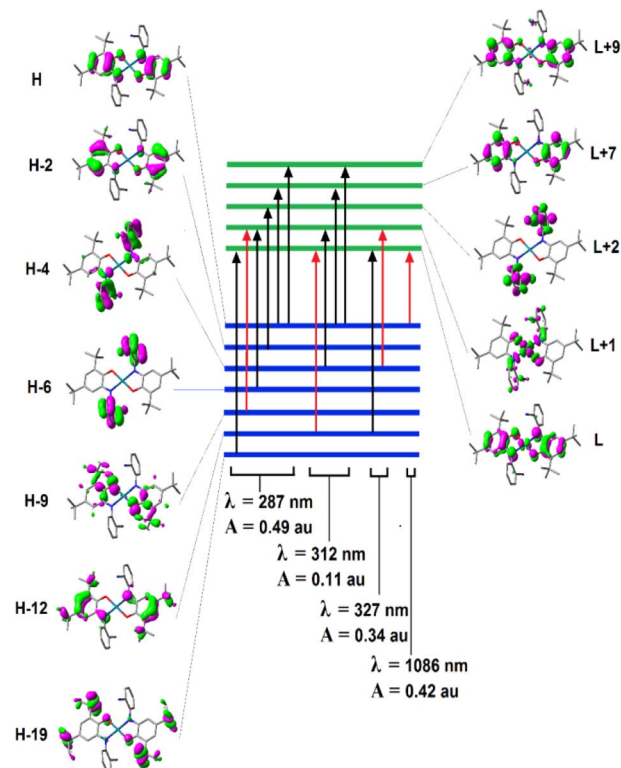 H
H-2
H-4
H-6
H-9
H-12
H-19
L+9
L+7
L+2
L+1
L
λ = 287 nm
A = 0.49 au
λ = 312 nm
A = 0.11 au
λ = 327 nm
A = 0.34 au
λ = 1086 nm
A = 0.42 au